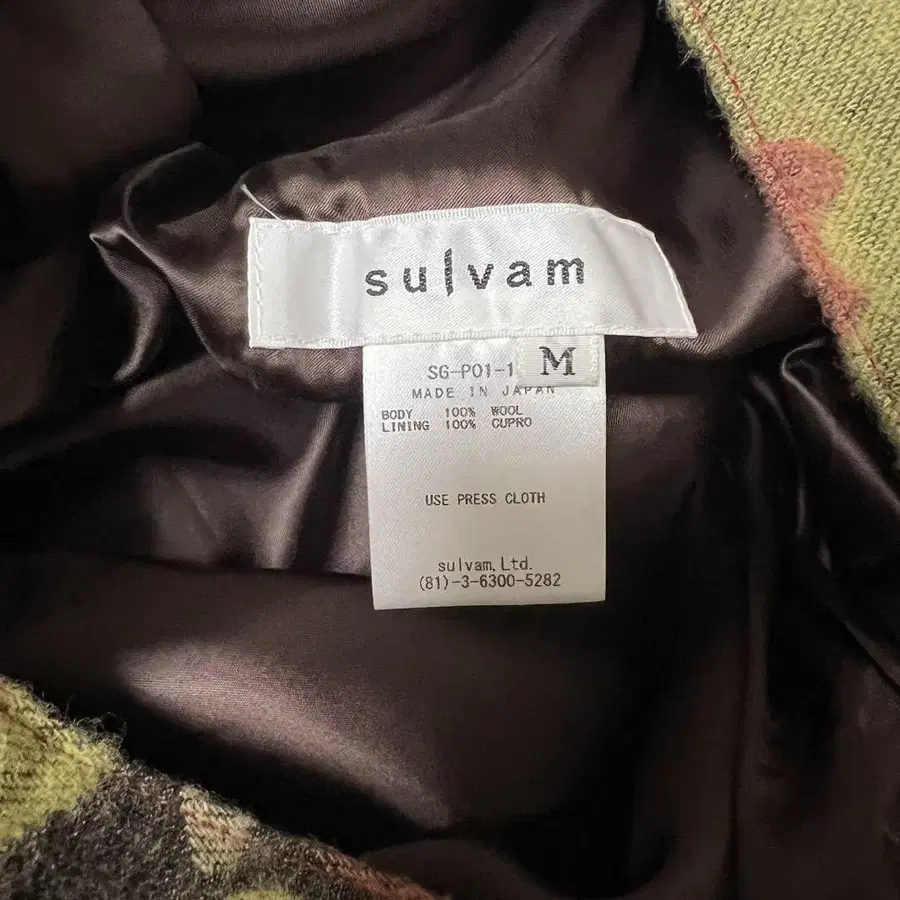 sulvam
M
SG-P01-1
MADE IN JAPAN
BODY 100% WOOL
LINING 100% CUPRO
USE PRESS CLOTH
sulvam, Ltd.
(81)-3-6300-5282